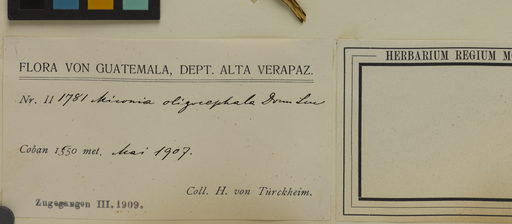 FLORA VON GUATEMALA, DEPT. ALTA VERAPAZ.
Nr. II 1781 Miconia oligocephala Donn Sm
Coban 1350 met. Mai 1907.
Coll. H. von Türckheim.
Zugegangen III. 1909.
HERBARIUM REGIUM MO